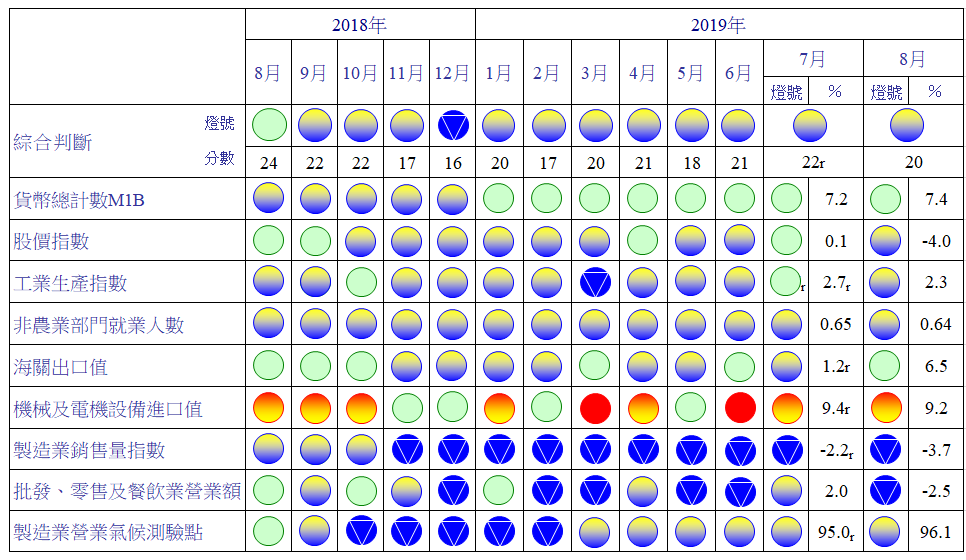 2018年 2019年
8月 9月 10月 11月 12月 1月 2月 3月 4月 5月 6月 7月 8月
燈號 % 燈號 %
綜合判斷 燈號
分數 24 22 22 17 16 20 17 20 21 18 21 22r 20
貨幣總計數M1B 7.2 7.4
股價指數 0.1 -4.0
工業生產指數 r 2.7r 2.3
非農業部門就業人數 0.65 0.64
海關出口值 1.2r 6.5
機械及電機設備進口值 9.4r 9.2
製造業銷售量指數 -2.2r -3.7
批發、零售及餐飲業營業額 2.0 -2.5
製造業營業氣候測驗點 95.0r 96.1